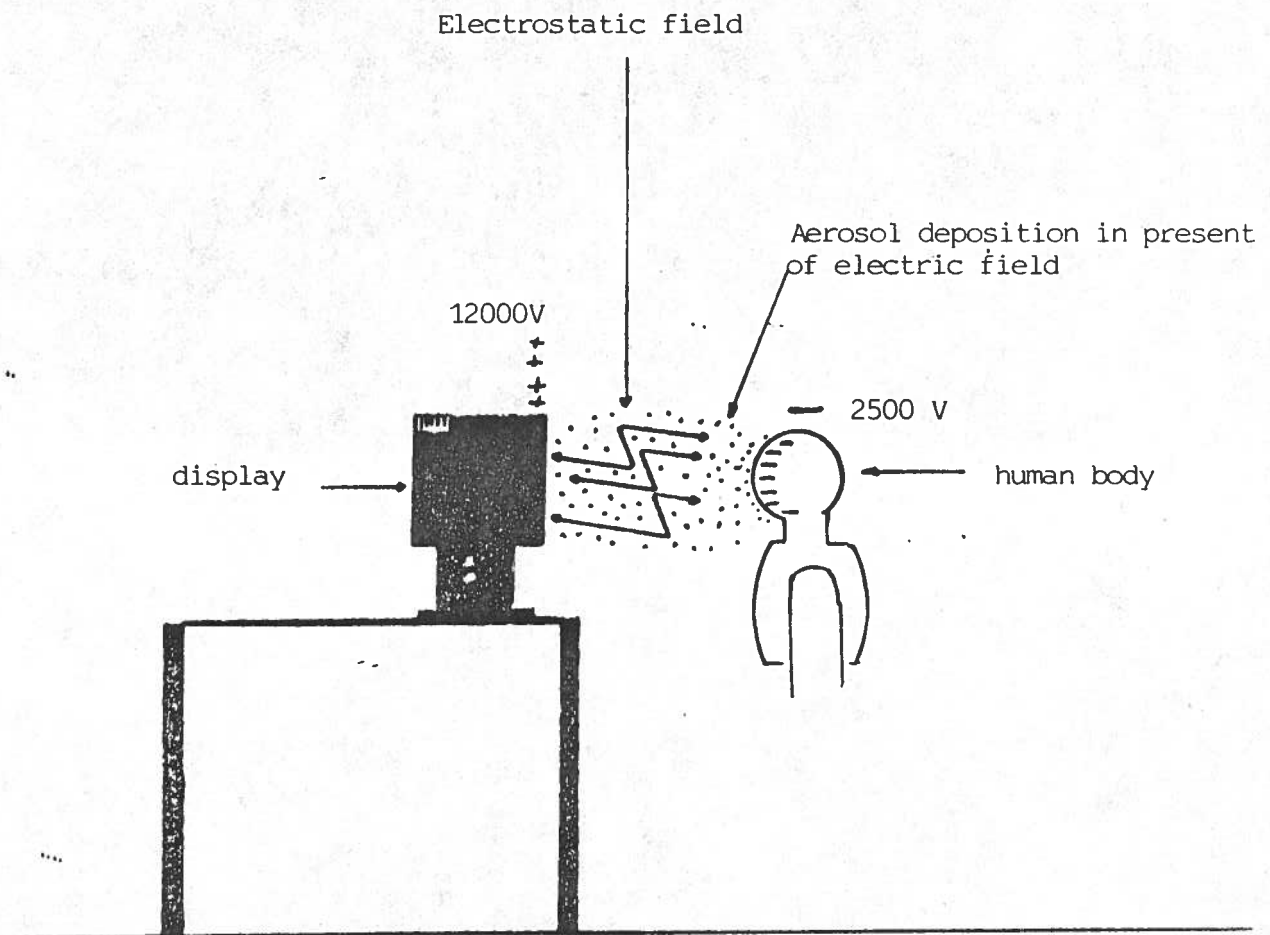 Electrostatic field
Aerosol deposition in present
of electric field
12000V
+
+
+
+
— 2500 V
display
human body